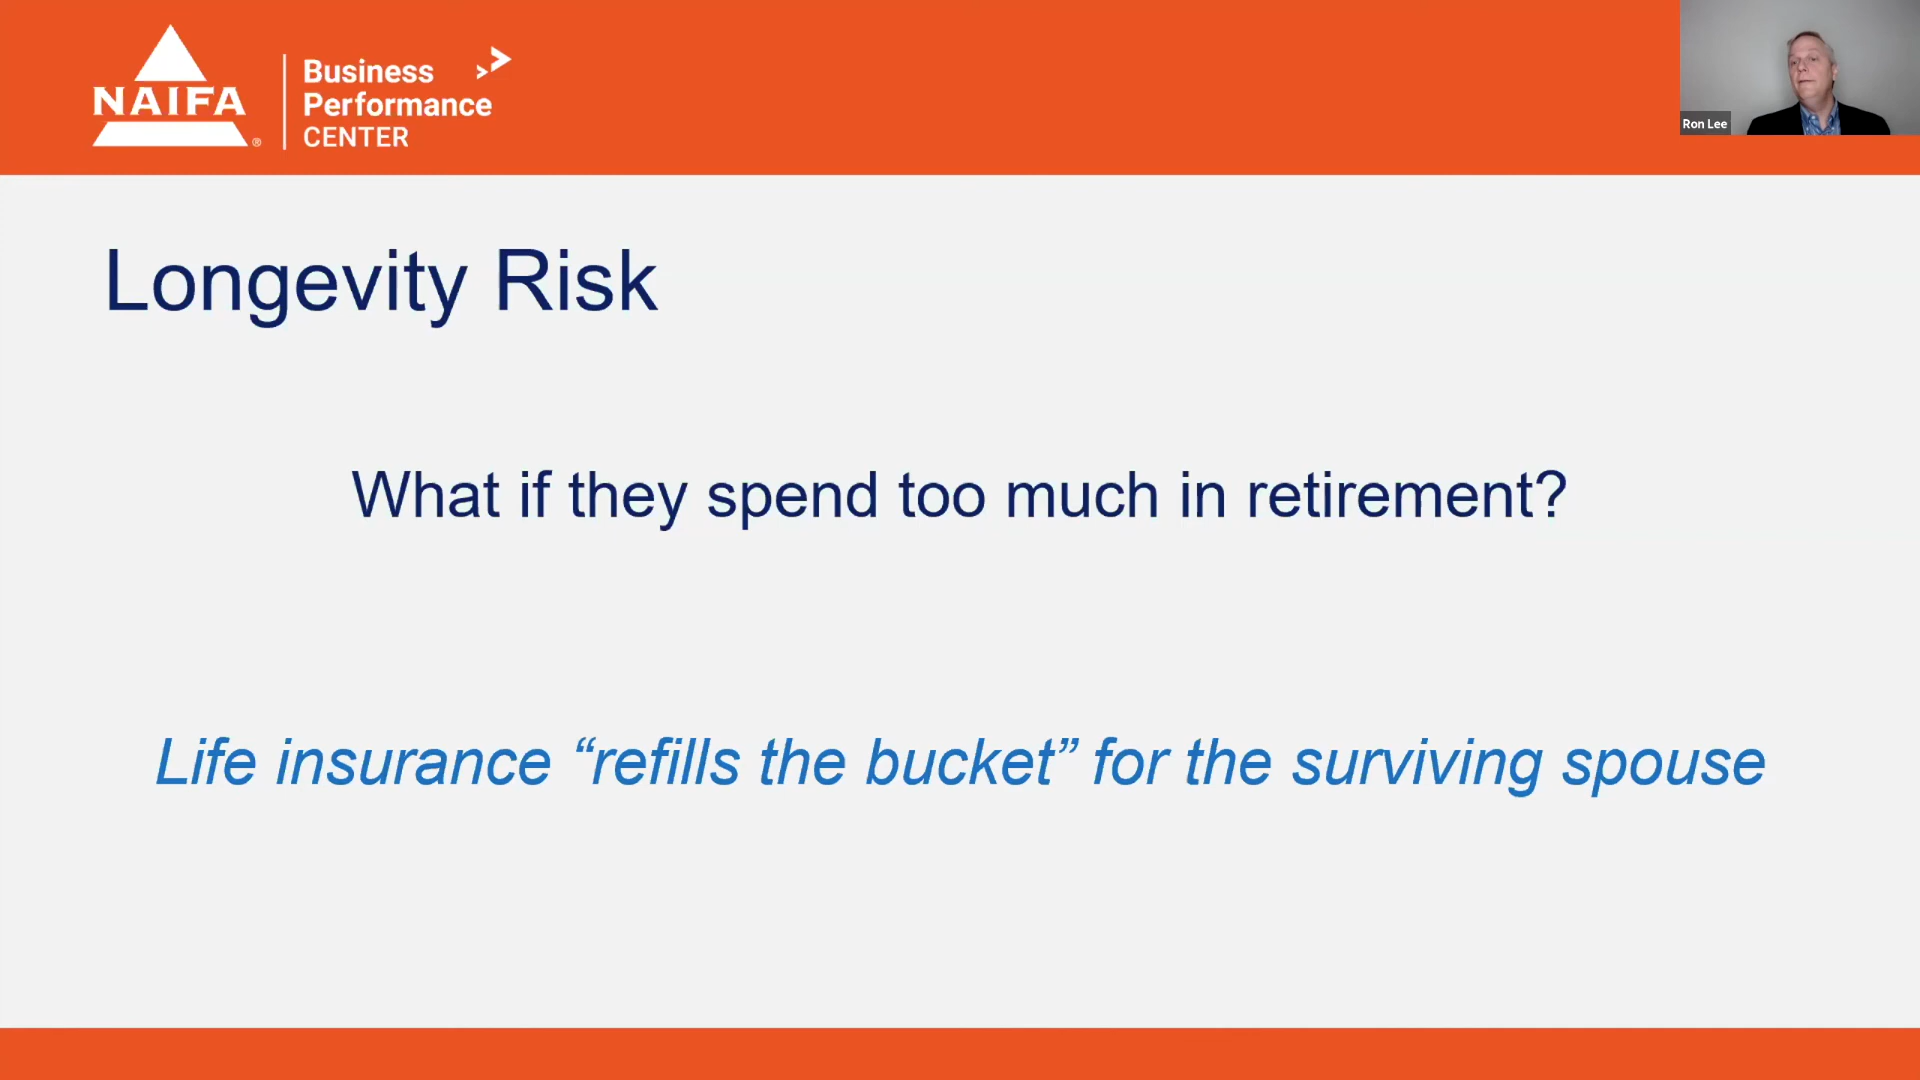 NAIFA®
Business
Performance
CENTER
Ron Lee
Longevity Risk
What if they spend too much in retirement?
Life insurance “refills the bucket” for the surviving spouse